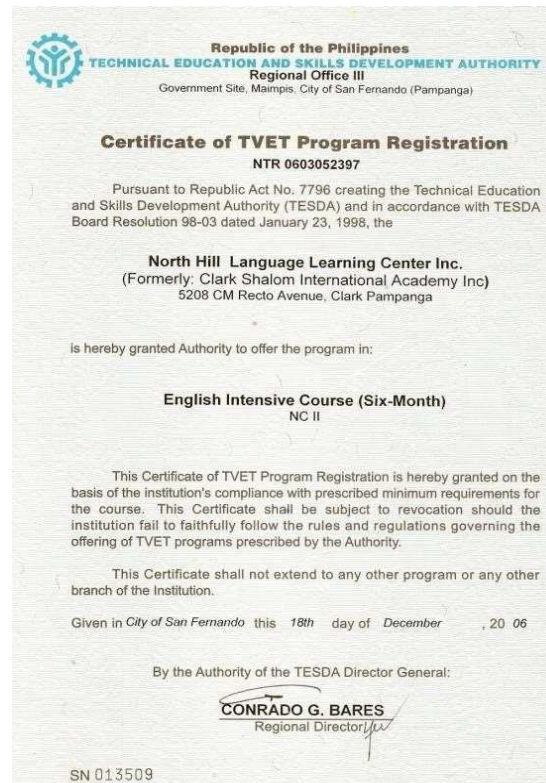 Republic of the Philippines
TECHNICAL EDUCATION AND SKILLS DEVELOPMENT AUTHORITY
Regional Office III
Government Site, Maimpis, City of San Fernando (Pampanga)
Certificate of TVET Program Registration
NTR 0603052397
Pursuant to Republic Act No. 7796 creating the Technical Education
and Skills Development Authority (TESDA) and in accordance with TESDA
Board Resolution 98-03 dated January 23, 1998, the
North Hill Language Learning Center Inc.
(Formerly: Clark Shalom International Academy Inc)
5208 CM Recto Avenue, Clark Pampanga
is hereby granted Authority to offer the program in:
English Intensive Course (Six-Month)
NC II
This Certificate of TVET Program Registration is hereby granted on the
basis of the institution's compliance with prescribed minimum requirements for
the course. This Certificate shall be subject to revocation should the
institution fail to faithfully follow the rules and regulations governing the
offering of TVET programs prescribed by the Authority.
This Certificate shall not extend to any other program or any other
branch of the Institution.
Given in City of San Fernando this 18th day of December , 20 06
By the Authority of the TESDA Director General:
CONRADO G. BARES
Regional Director
SN 013509